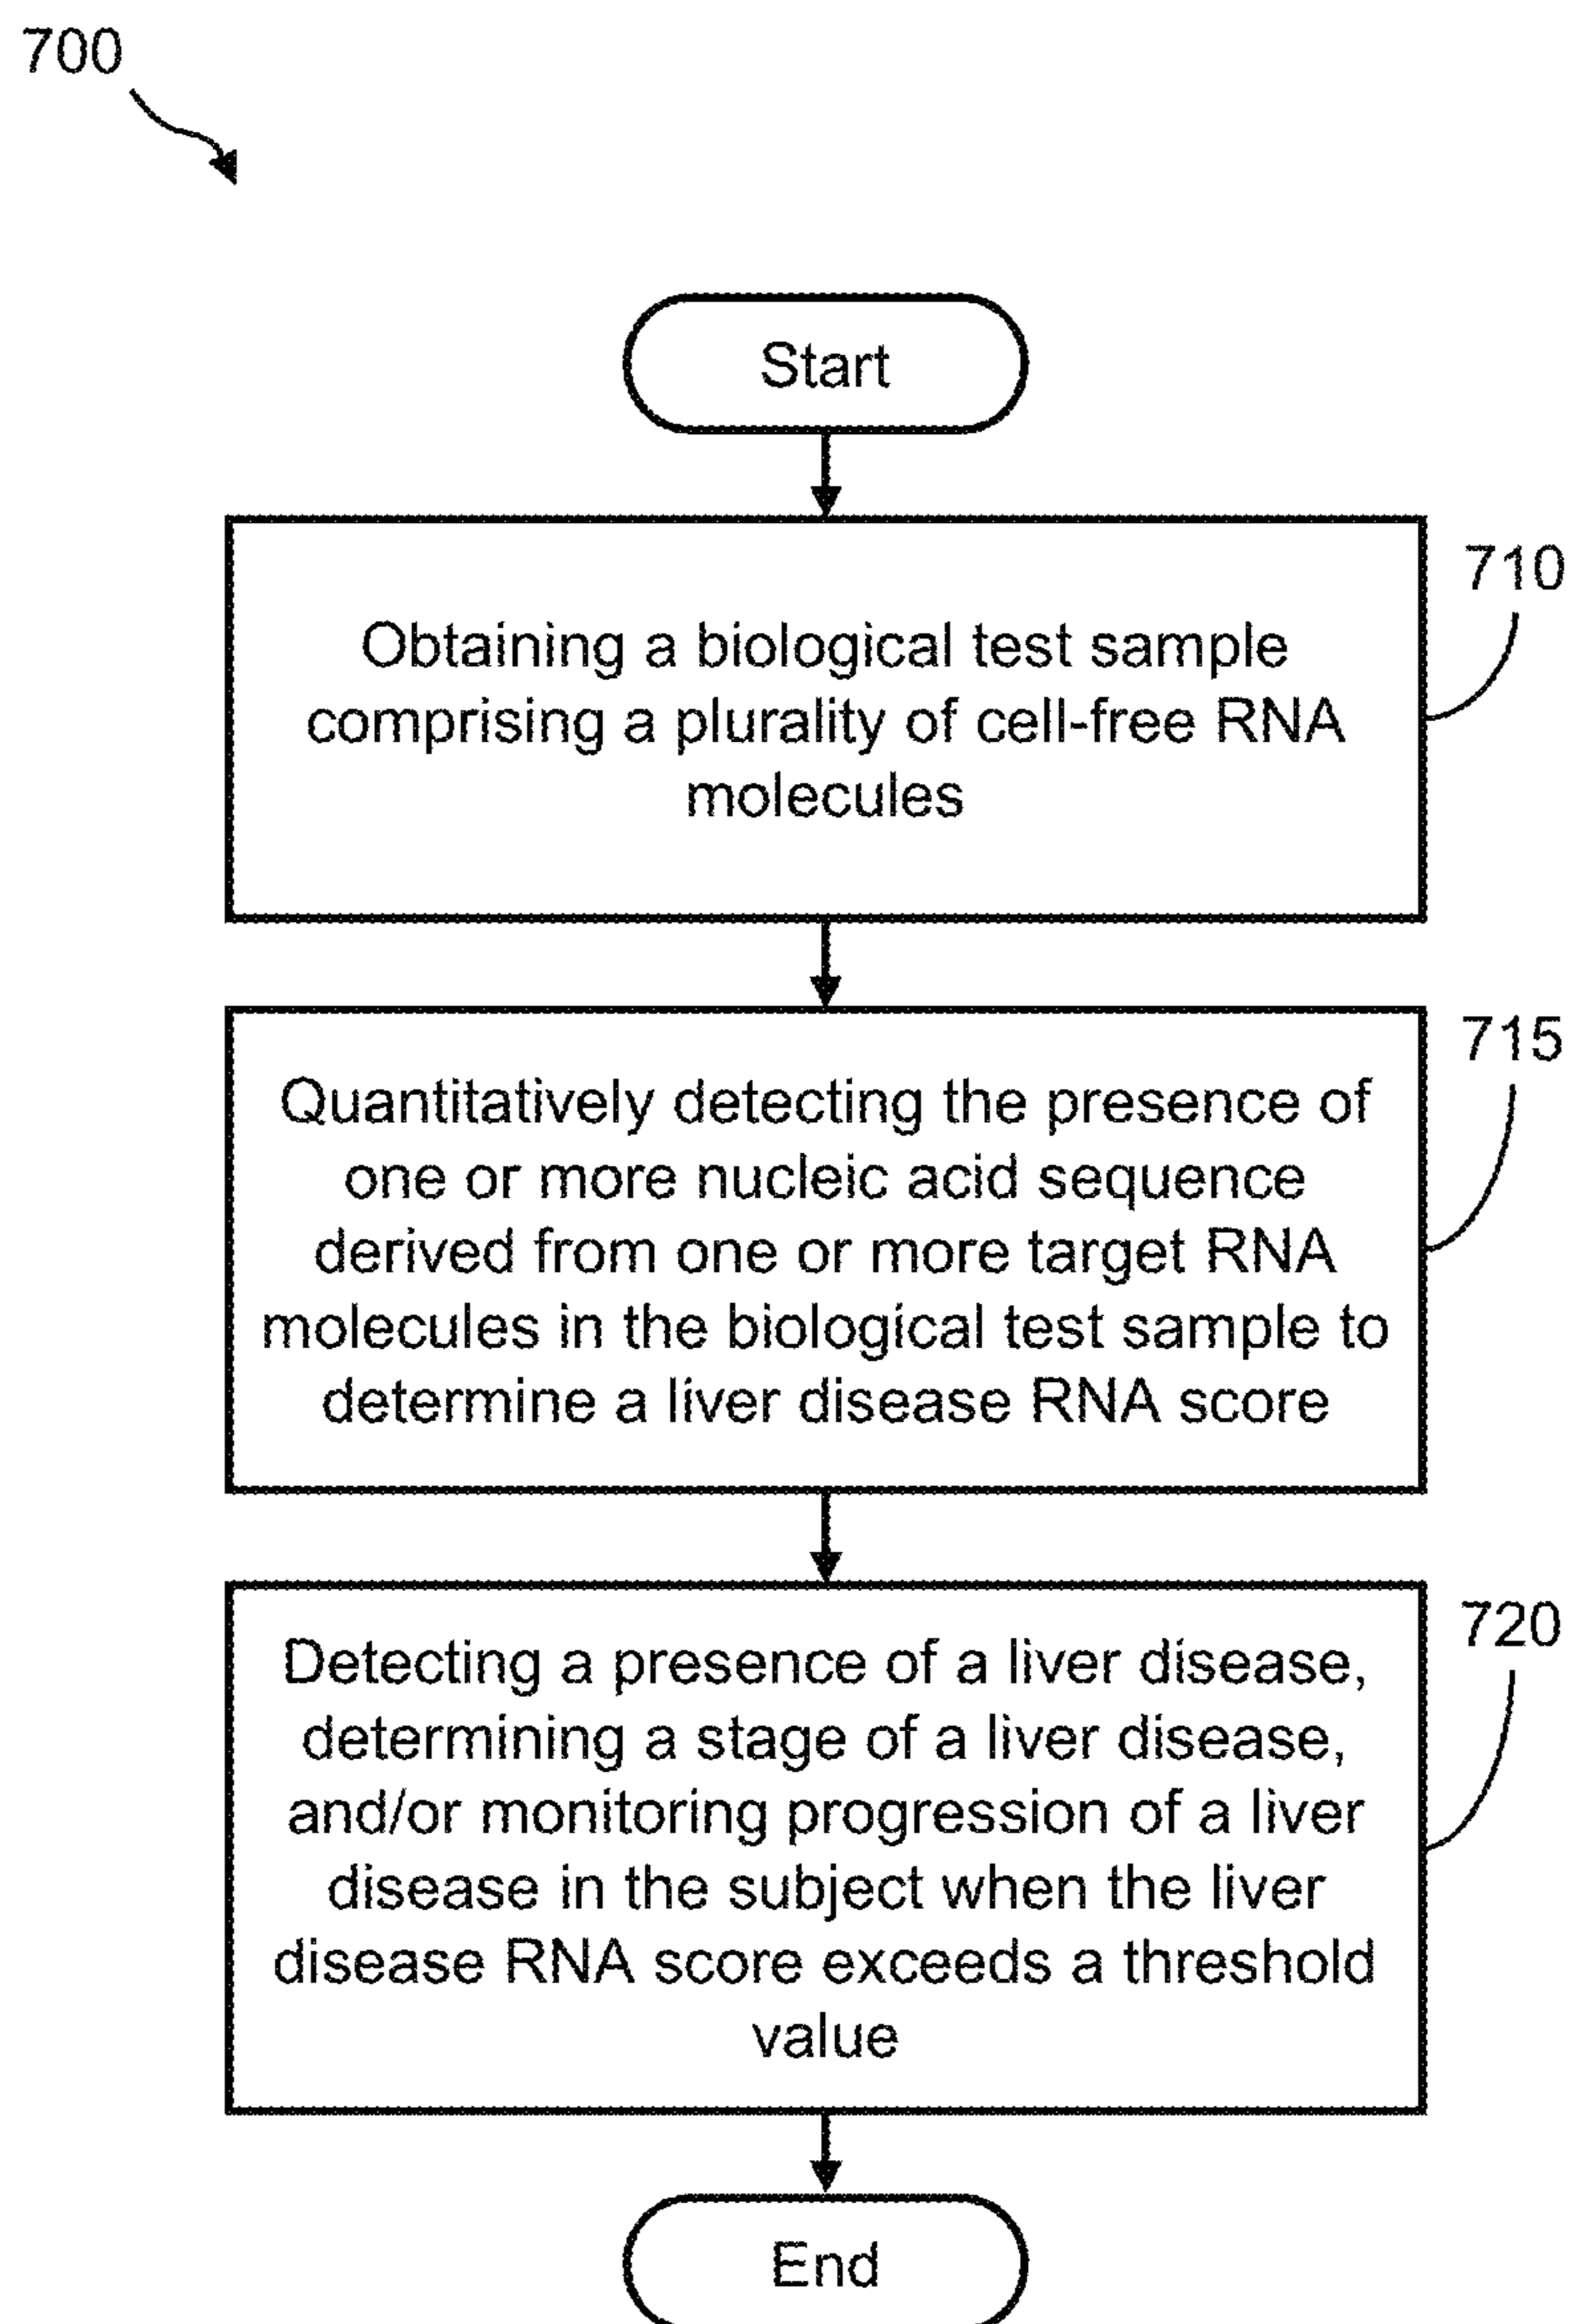 700
Start
710
Obtaining a biological test sample
comprising a plurality of cell-free RNA
molecules
715
Quantitatively detecting the presence of
one or more nucleic acid sequence
derived from one or more target RNA
molecules in the biological test sample to
determine a liver disease RNA score
720
Detecting a presence of a liver disease,
determining a stage of a liver disease,
and/or monitoring progression of a liver
disease in the subject when the liver
disease RNA score exceeds a threshold
value
End